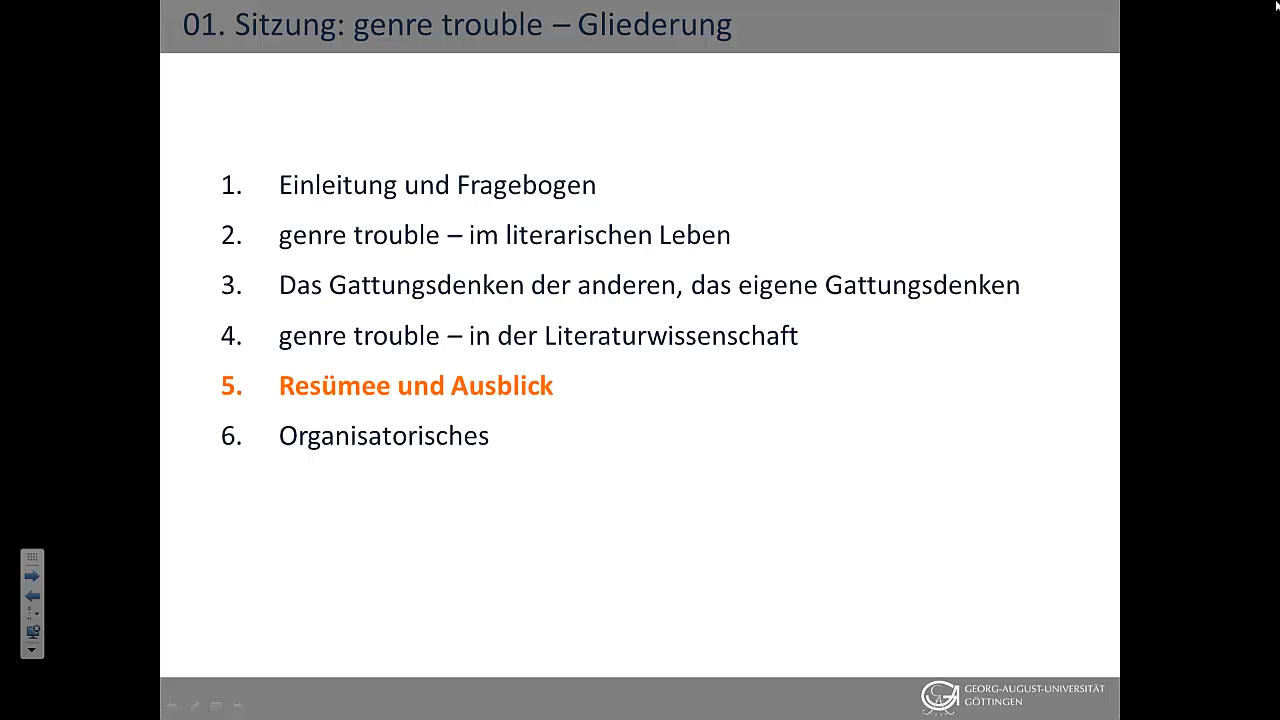 01. Sitzung: genre trouble – Gliederung
1. Einleitung und Fragebogen
2. genre trouble – im literarischen Leben
3. Das Gattungsdenken der anderen, das eigene Gattungsdenken
4. genre trouble – in der Literaturwissenschaft
5. Resümee und Ausblick
6. Organisatorisches
GEORG-AUGUST-UNIVERSITÄT
GÖTTINGEN